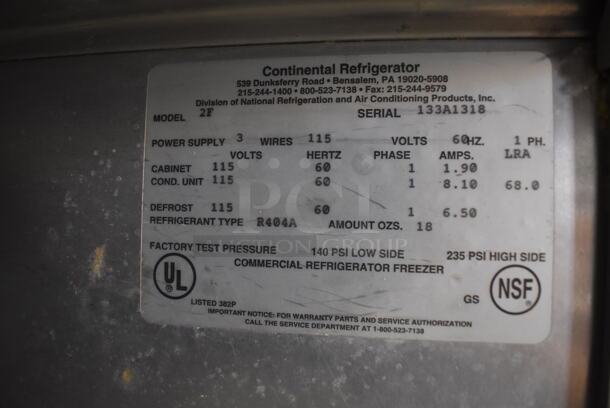 Continental Refrigerator
539 Dunksferry Road • Bensalem, PA 19020-5908
215-244-1400 • 800-523-7138 • Fax: 215-244-9579
Division of National Refrigeration and Air Conditioning Products, Inc.
MODEL 2F SERIAL 133A1318
POWER SUPPLY 3 WIRES 115 VOLTS 60 HZ. 1 PH.
VOLTS HERTZ PHASE AMPS. LRA
CABINET 115 60 1 1.90
COND. UNIT 115 60 1 8.10 68.0
DEFROST 115 60 1 6.50
REFRIGERANT TYPE R404A AMOUNT OZS. 18
PCI
AUCTION GROUP
FACTORY TEST PRESSURE 140 PSI LOW SIDE 235 PSI HIGH SIDE
COMMERCIAL REFRIGERATOR FREEZER
UL ®
GS NSF ®
LISTED 382P
IMPORTANT NOTICE: FOR WARRANTY PARTS AND SERVICE AUTHORIZATION
CALL THE SERVICE DEPARTMENT AT 1-800-523-7138